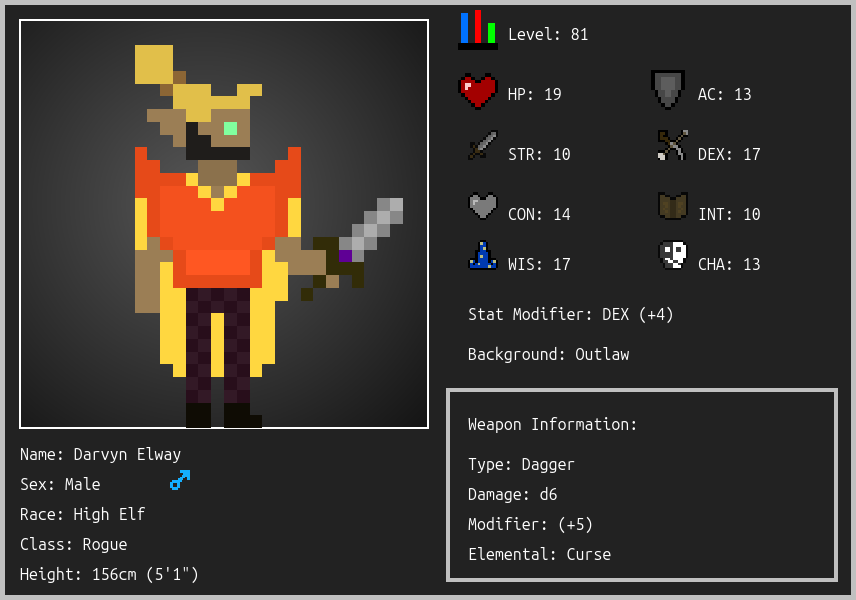 Level: 81
HP: 19
AC: 13
STR: 10
DEX: 17
CON: 14
INT: 10
WIS: 17
CHA: 13
Stat Modifier: DEX (+4)
Background: Outlaw
Weapon Information:
Type: Dagger
Damage: d6
Modifier: (+5)
Elemental: Curse
Name: Darvyn Elway
Sex: Male
Race: High Elf
Class: Rogue
Height: 156cm (5'1")